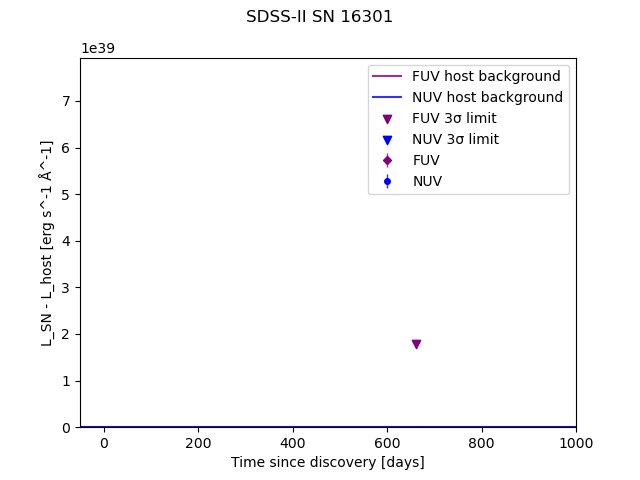 SDSS-II SN 16301
1e39
7
6
5
4
3
2
1
0
L_SN - L_host [erg s^-1 Å^-1]
FUV host background
NUV host background
FUV 3σ limit
NUV 3σ limit
FUV
NUV
0 200 400 600 800 1000
Time since discovery [days]